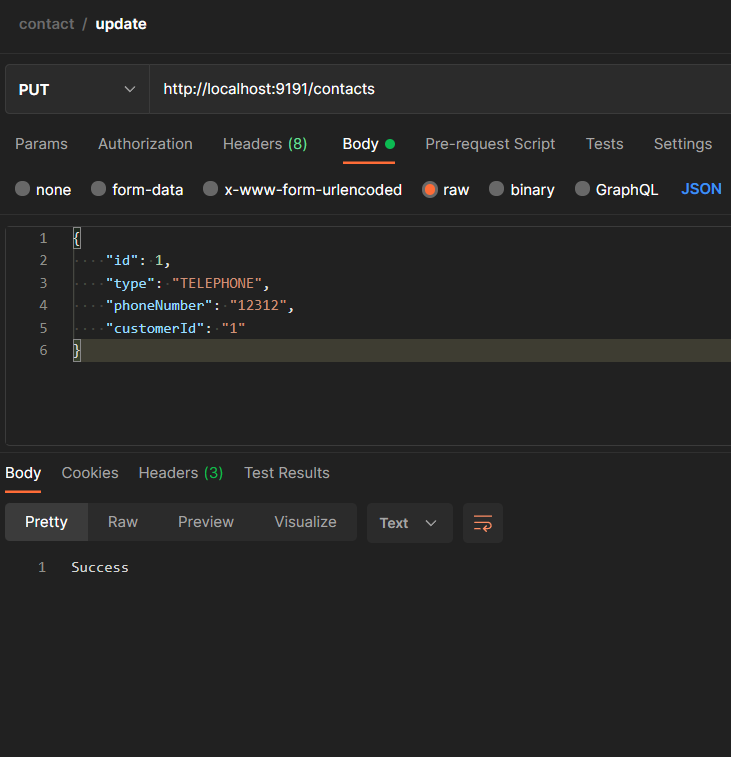 contact / update
PUT http://localhost:9191/contacts
Params Authorization Headers (8) Body Pre-request Script Tests Settings
none form-data x-www-form-urlencoded raw binary GraphQL JSON
1 {
2 "id": 1,
3 "type": "TELEPHONE",
4 "phoneNumber": "12312",
5 "customerId": "1"
6 }
Body Cookies Headers (3) Test Results
Pretty Raw Preview Visualize Text
1 Success